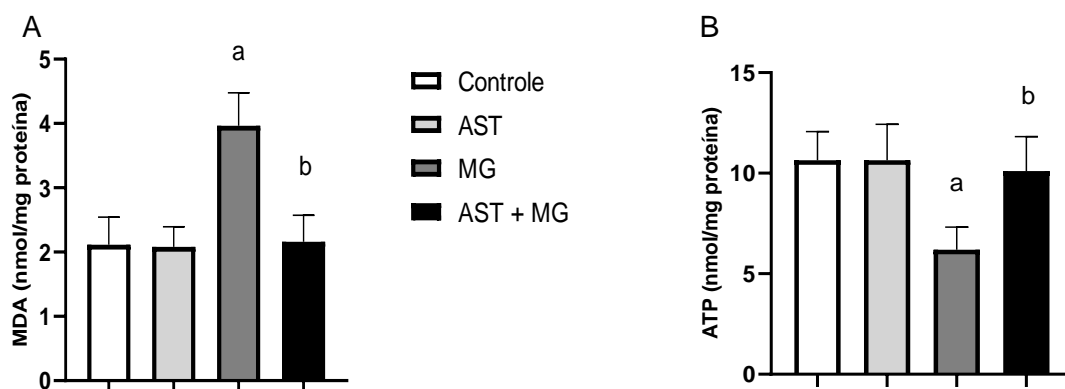 A
MDA (nmol/mg proteína)
5
4
3
2
1
0
a
b
Controle
AST
MG
AST + MG
B
ATP (nmol/mg proteína)
15
10
5
0
a
b